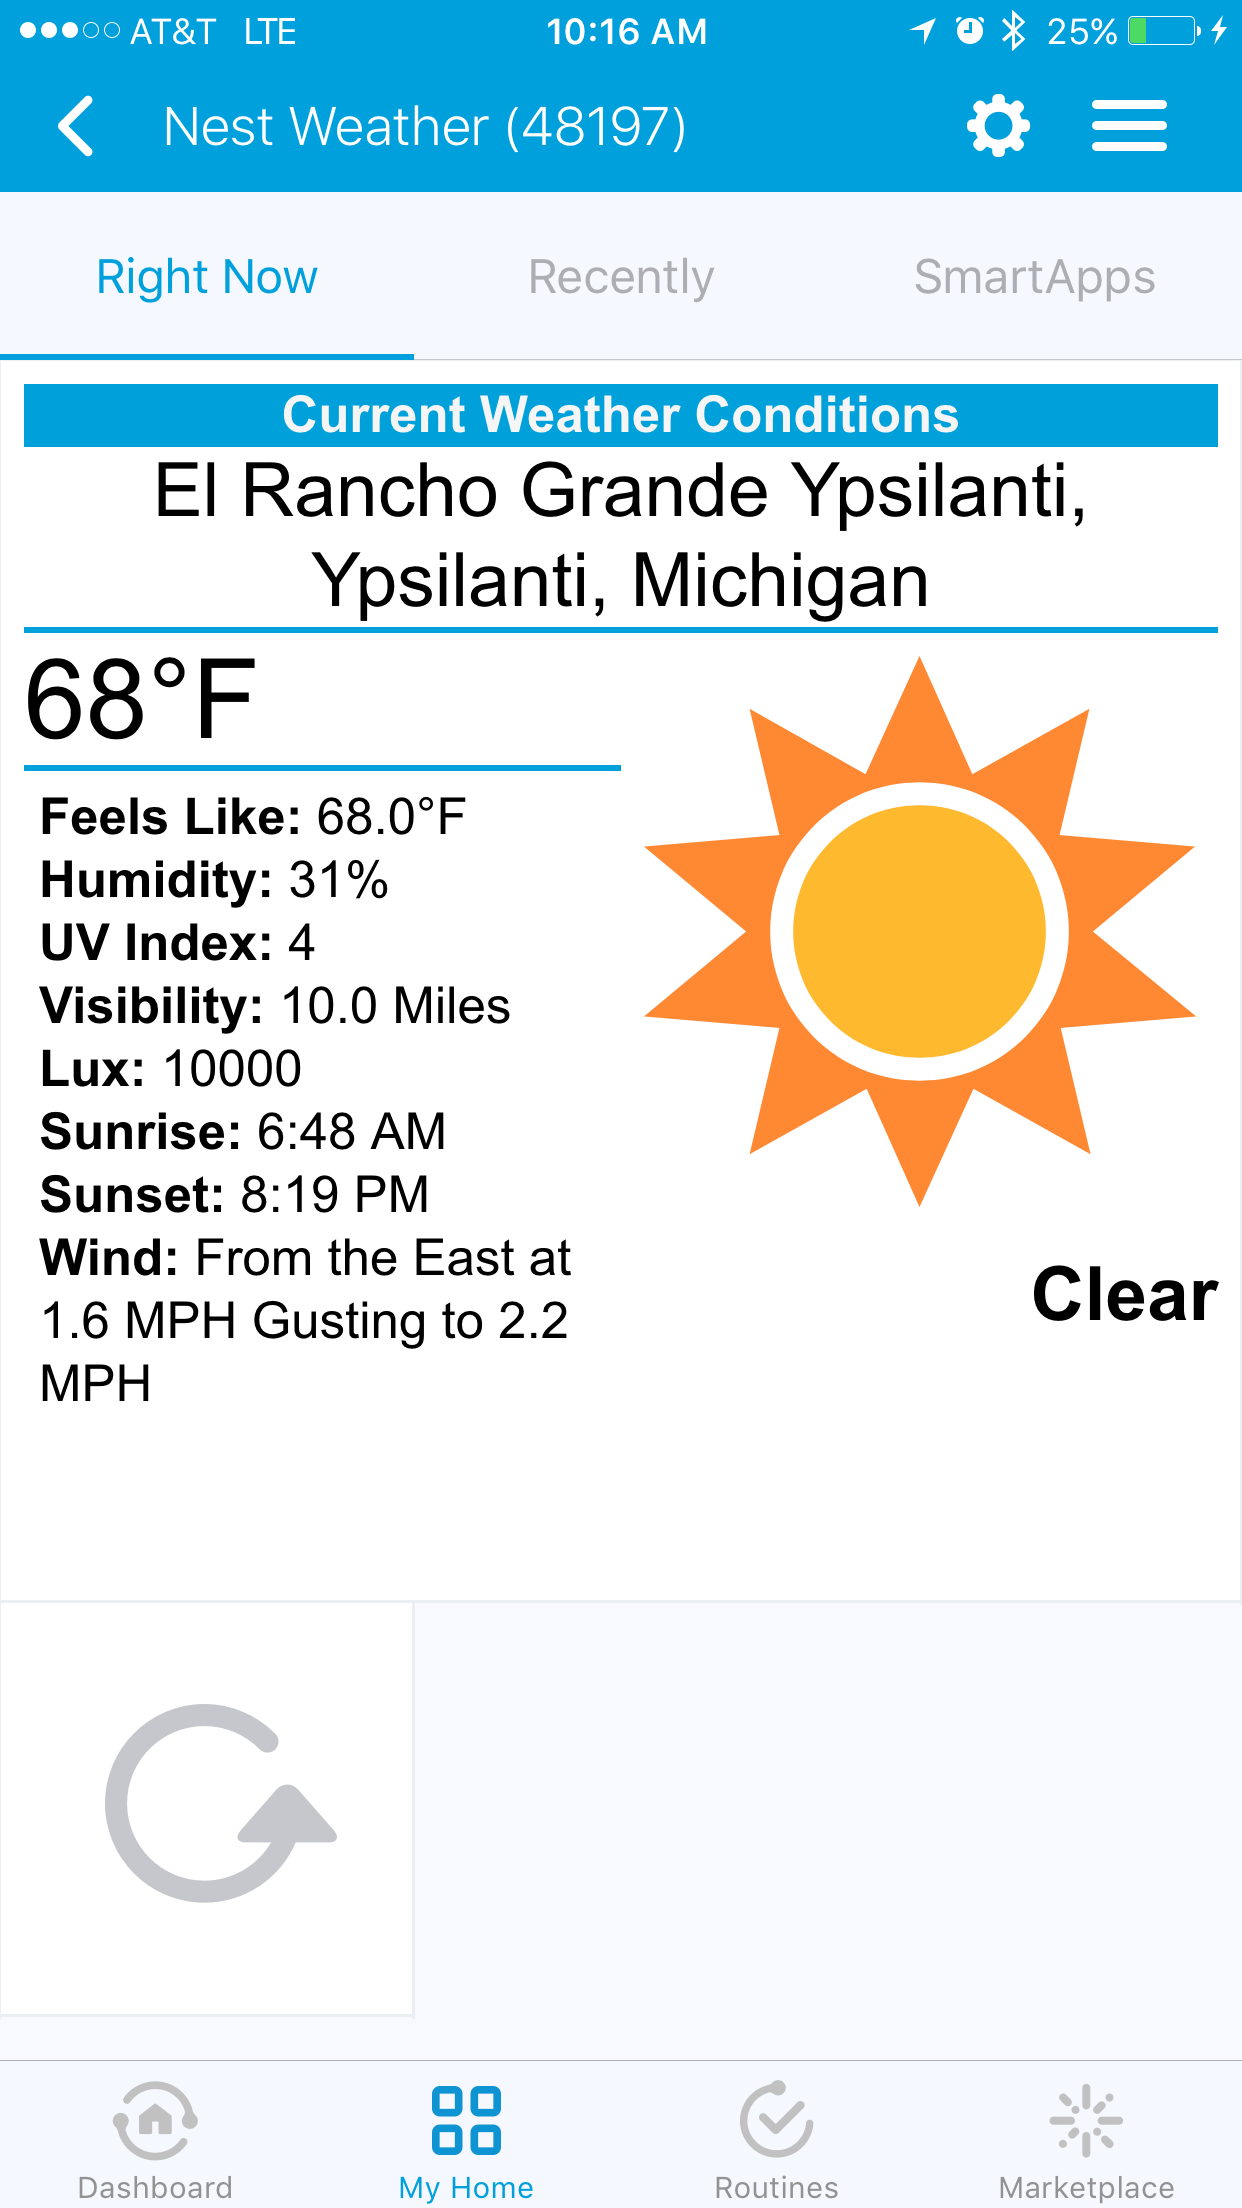 AT&T LTE 10:16 AM 25%
Nest Weather (48197)
Right Now Recently SmartApps
Current Weather Conditions
El Rancho Grande Ypsilanti,
Ypsilanti, Michigan
68°F
Feels Like: 68.0°F
Humidity: 31%
UV Index: 4
Visibility: 10.0 Miles
Lux: 10000
Sunrise: 6:48 AM
Sunset: 8:19 PM
Wind: From the East at
1.6 MPH Gusting to 2.2
MPH
Clear
Dashboard My Home Routines Marketplace